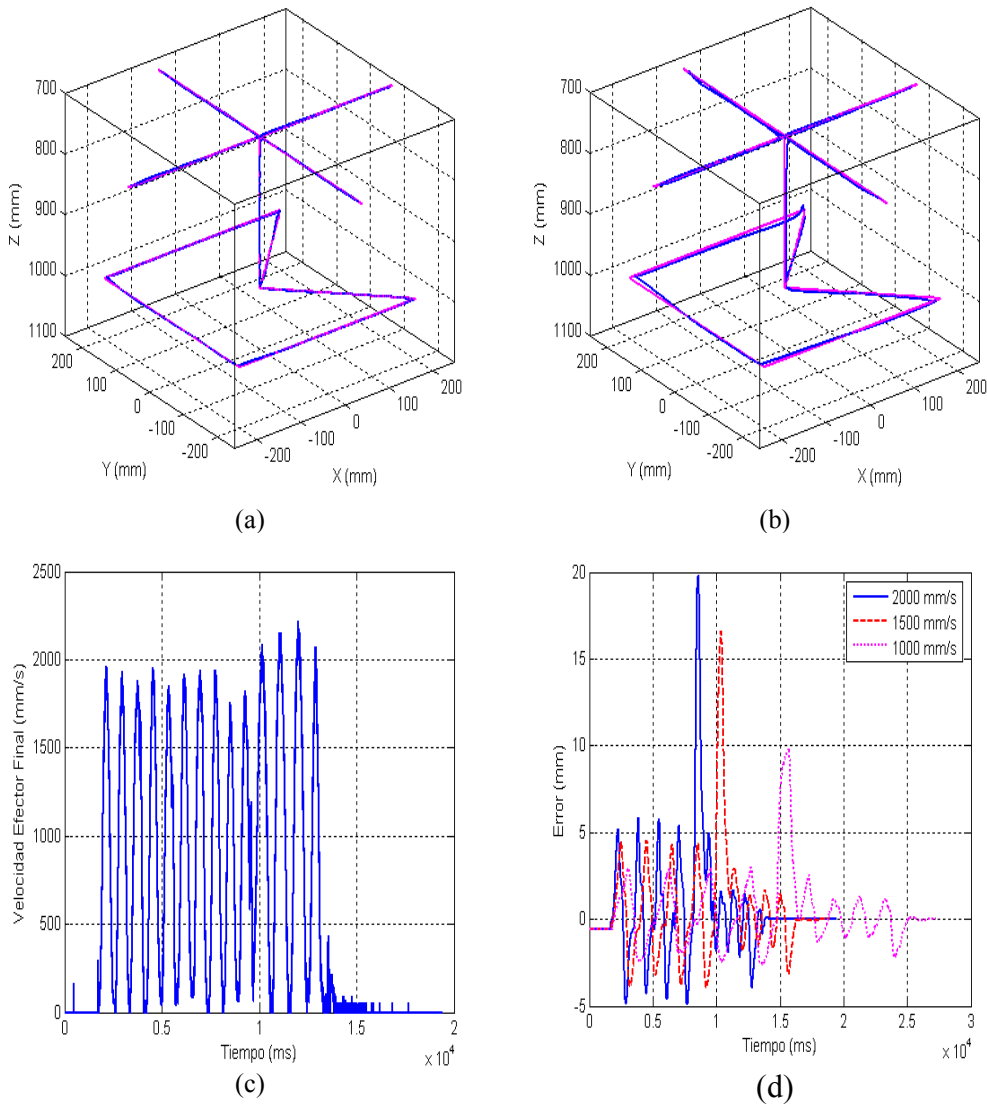 700
800
900
1000
1100
Z (mm)
200
100
0
-100
-200
Y (mm)
-200
-100
0
100
200
X (mm)
(a)
700
800
900
1000
1100
Z (mm)
200
100
0
-100
-200
Y (mm)
-200
-100
0
100
200
X (mm)
(b)
2500
2000
1500
1000
500
0
Velocidad Efector Final (mm/s)
0
0.5
1
1.5
2
x 10^4
Tiempo (ms)
(c)
20
15
10
5
0
-5
Error (mm)
2000 mm/s
1500 mm/s
1000 mm/s
0
0.5
1
1.5
2
2.5
3
x 10^4
Tiempo (ms)
(d)